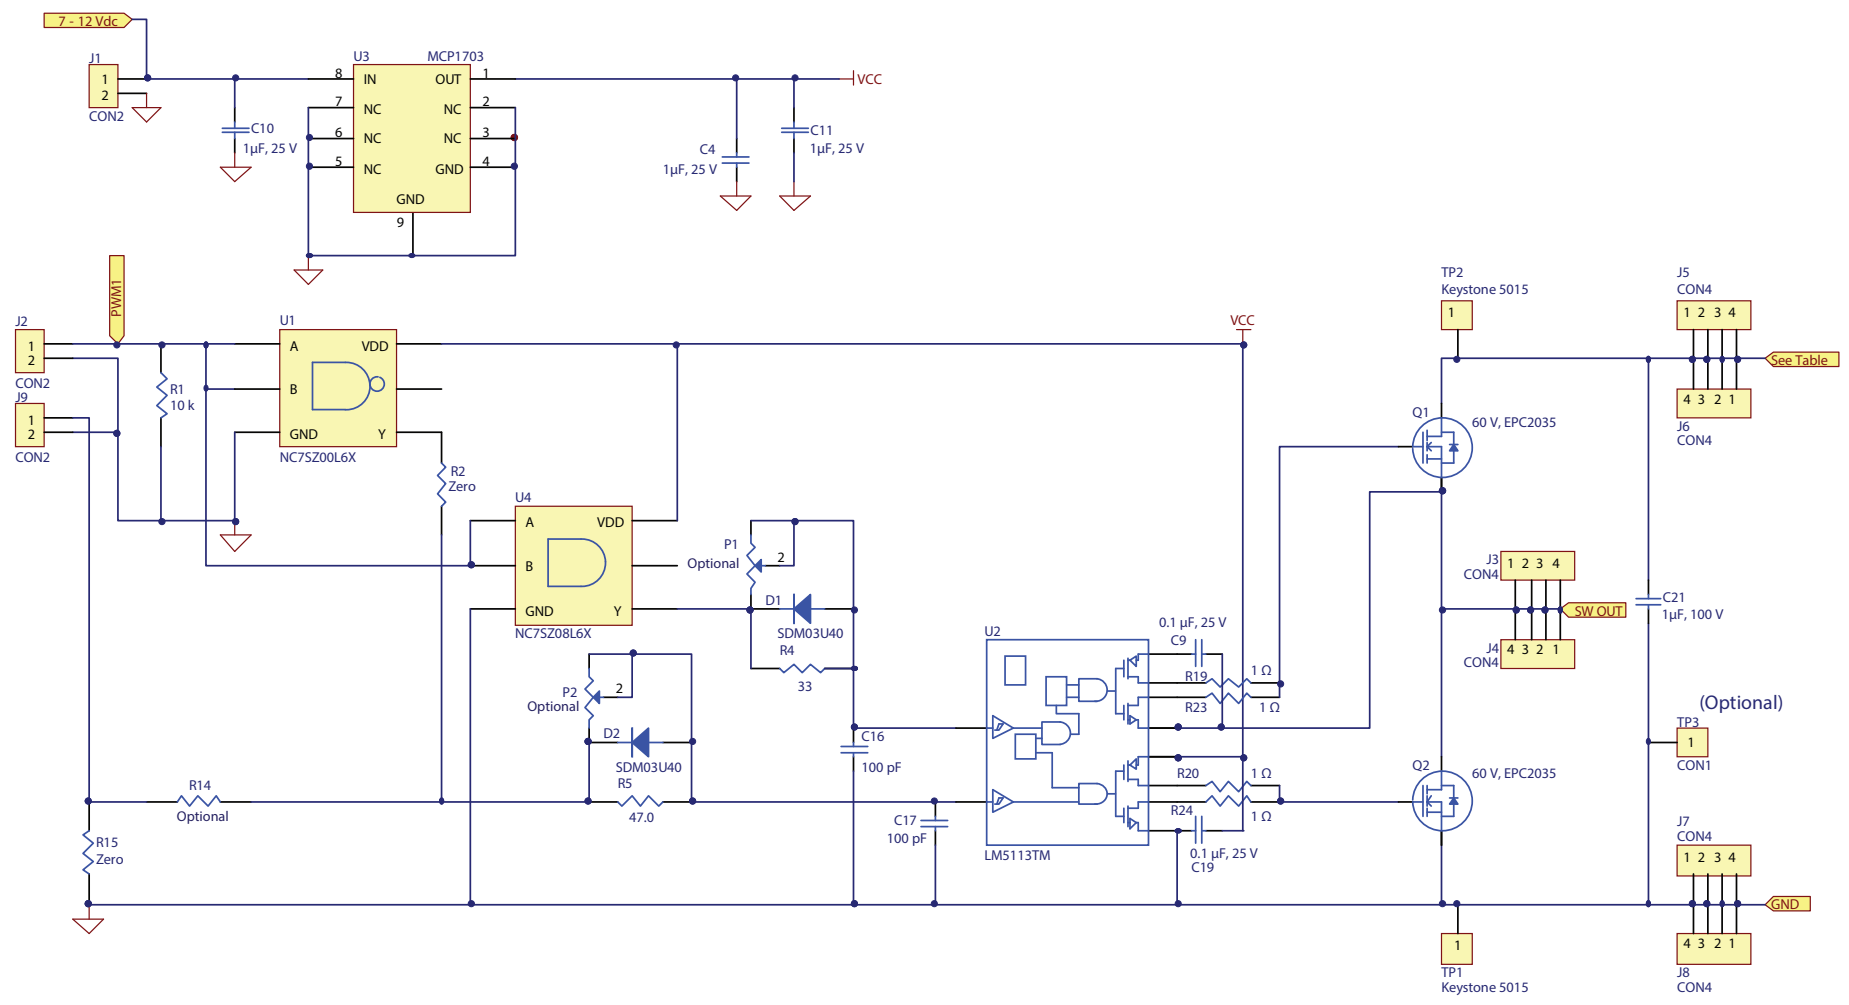 7 - 12 Vdc
J1
1
2
CON2
C10
1µF, 25 V
U3
MCP1703
8
IN
OUT
1
7
NC
NC
2
6
NC
NC
3
5
NC
GND
4
GND
9
C4
1µF, 25 V
C11
1µF, 25 V
VCC
PWM1
J2
1
2
CON2
J9
1
2
CON2
R1
10 k
U1
A
VDD
B
GND
Y
NC7SZ00L6X
R2
Zero
VCC
U4
A
VDD
B
GND
Y
NC7SZ08L6X
P1
Optional
2
D1
SDM03U40
R4
33
P2
Optional
2
D2
SDM03U40
R5
47.0
R14
Optional
R15
Zero
C16
100 pF
C17
100 pF
U2
LM5113TM
0.1 µF, 25 V
C9
R19
1 Ω
R23
1 Ω
R20
1 Ω
R24
1 Ω
0.1 µF, 25 V
C19
TP2
Keystone 5015
1
Q1
60 V, EPC2035
Q2
60 V, EPC2035
J5
CON4
1 2 3 4
See Table
4 3 2 1
J6
CON4
J3
CON4
1 2 3 4
SW OUT
J4
CON4
4 3 2 1
C21
1µF, 100 V
(Optional)
TP3
1
CON1
J7
CON4
1 2 3 4
GND
4 3 2 1
J8
CON4
1
TP1
Keystone 5015